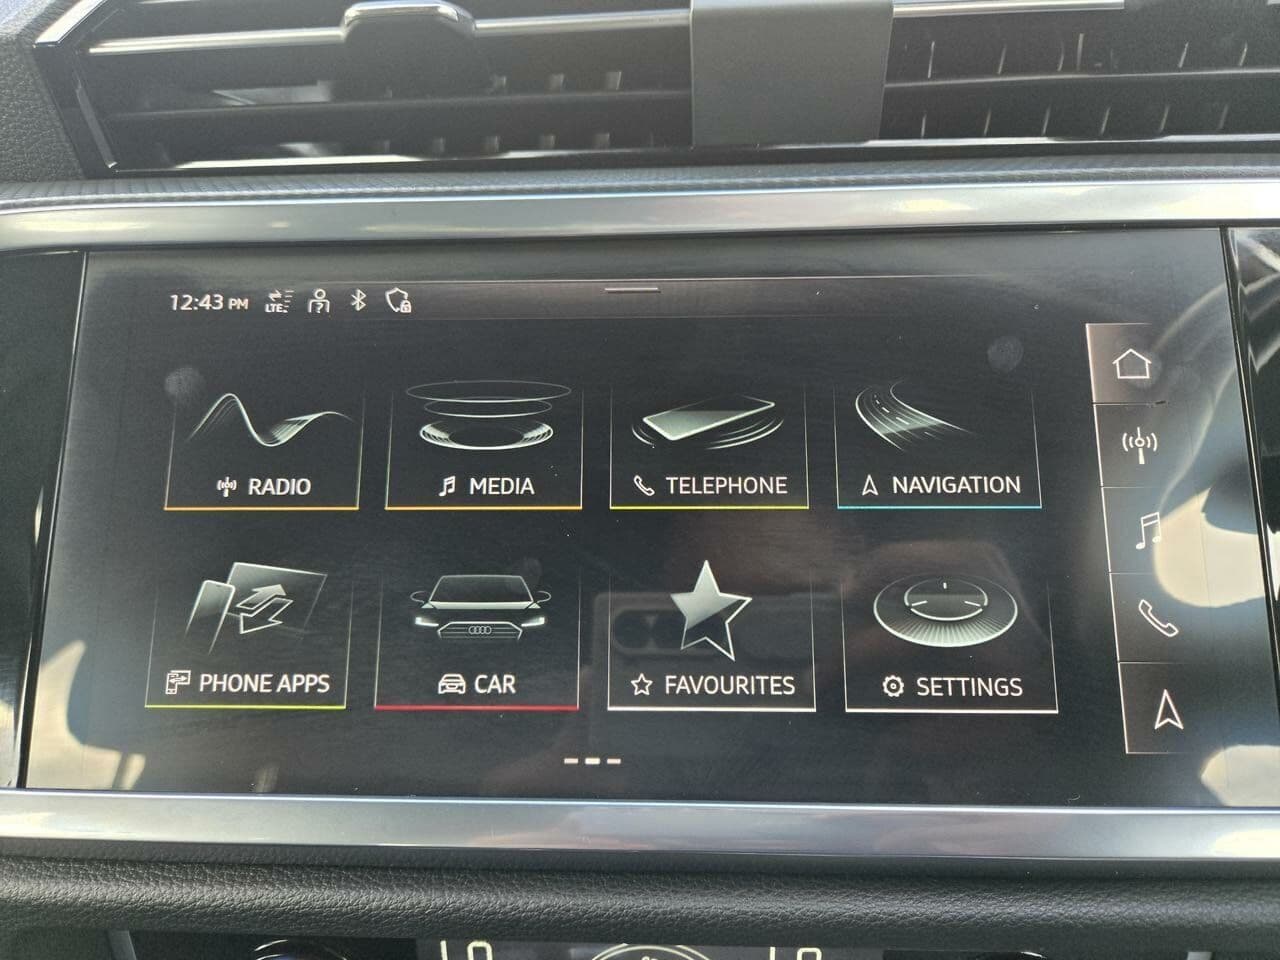 12:43 PM LTE
RADIO
MEDIA
TELEPHONE
NAVIGATION
PHONE APPS
CAR
FAVOURITES
SETTINGS